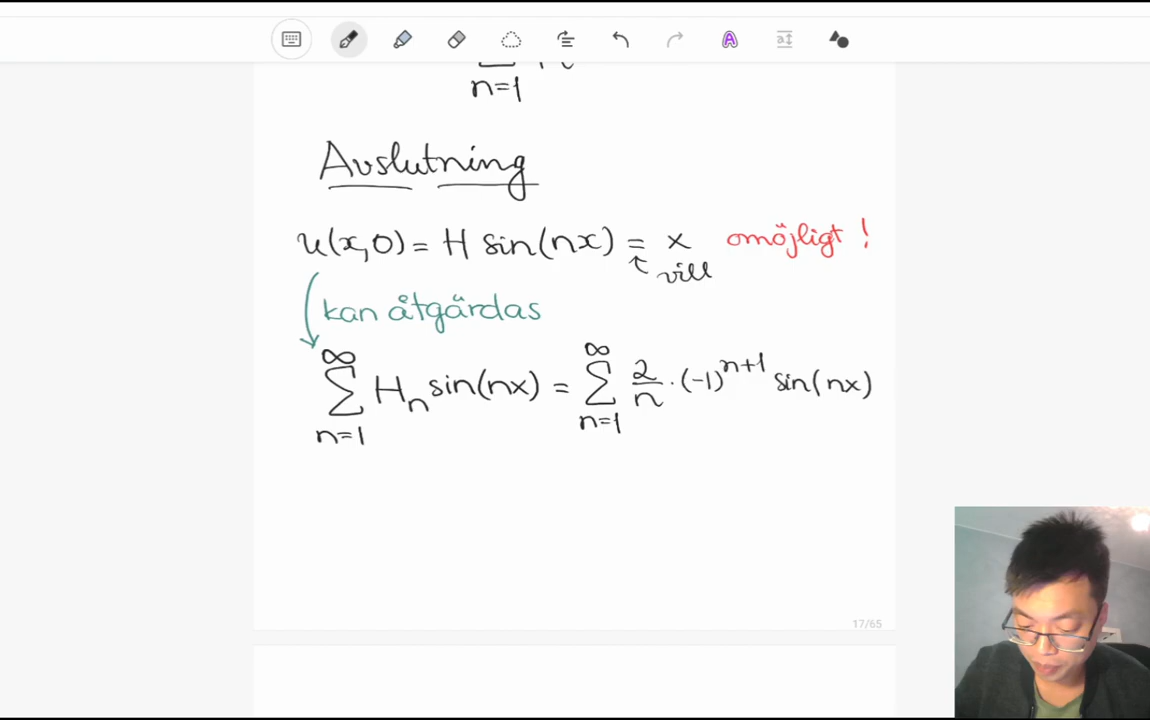 n=1
Avslutning
u(x,0) = H sin(nx) = x omöjligt !
↑ vill
kan åtgärdas
∞ ∑ n=1 Hₙ sin(nx) = ∞ ∑ n=1 2/n · (-1)ⁿ⁺¹ sin(nx)
17/65